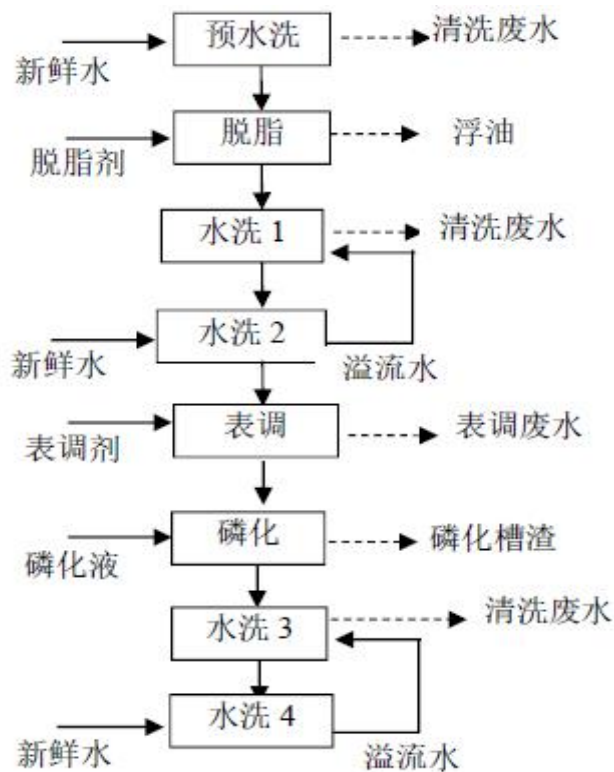 预水洗
清洗废水
新鲜水
脱脂
浮油
脱脂剂
水洗 1
清洗废水
水洗 2
新鲜水
溢流水
表调
表调废水
表调剂
磷化
磷化槽渣
磷化液
清洗废水
水洗 3
水洗 4
新鲜水
溢流水